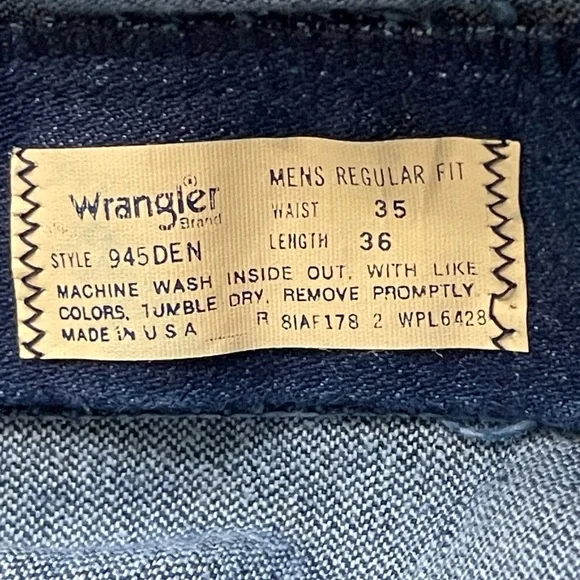 Wrangler ®
Brand
MENS REGULAR FIT
WAIST 35
STYLE 945DEN
LENGTH 36
MACHINE WASH INSIDE OUT, WITH LIKE
COLORS, TUMBLE DRY. REMOVE PROMPTLY
MADE IN U S A R 8IAF178 2 WPL6428